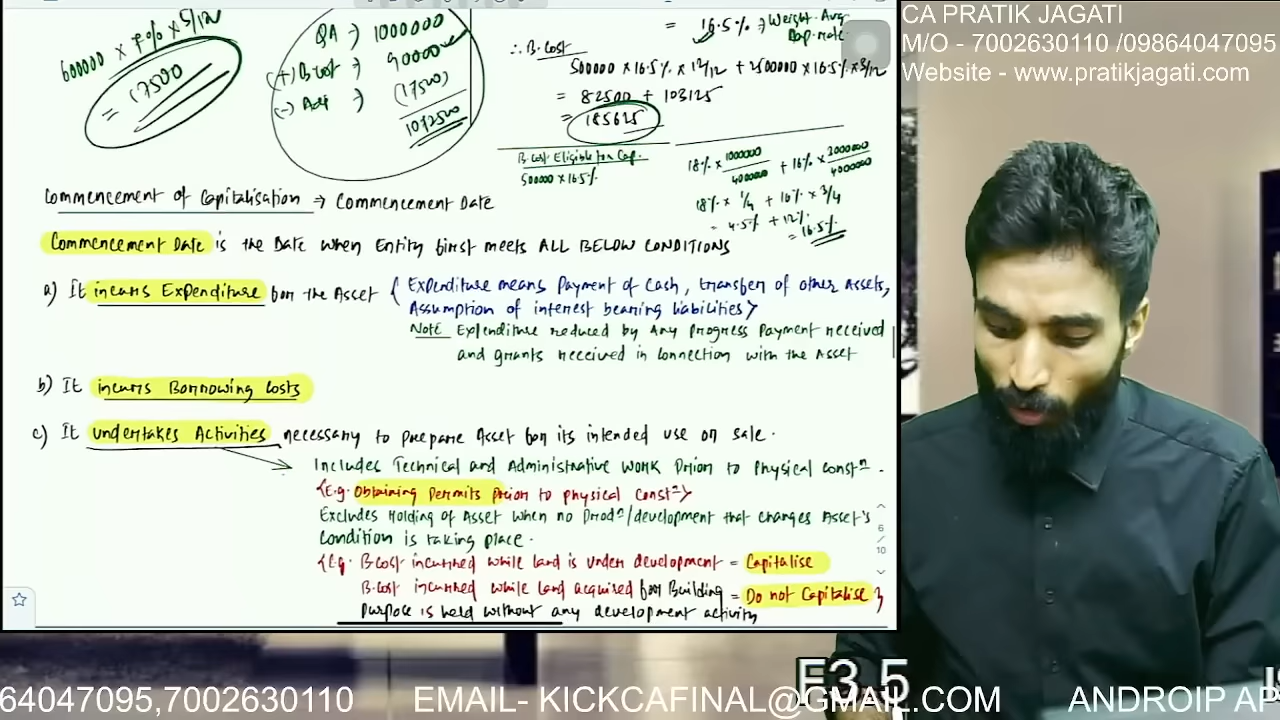 600000 x 7% x 5/12
= 17500
QA → 1000000
(+) B.cost → 90000
(-) Adj → (17500)
1072500
= 16.5% → Weight. Avg
Cap. rate
∴ B. cost
500000 x 16.5% x 12/12 + 2500000 x 16.5% x 3/12
= 82500 + 103125
= 185625
B. cost Eligible for Cap.
500000 x 16.5%
18% x 1000000/4000000 + 16% x 3000000/4000000
18% x 1/4 + 16% x 3/4
= 4.5% + 12%
= 16.5%
Commencement of Capitalisation → Commencement Date
Commencement Date is the Date when Entity first meets ALL BELOW CONDITIONS
a) It incurs Expenditure for the Asset { Expenditure means Payment of Cash, transfer of other Assets,
Assumption of interest bearing liabilities }
Note Expenditure reduced by any Progress Payment received
and grants received in connection with the Asset
b) It incurs Borrowing Costs
c) It undertakes Activities necessary to prepare Asset for its intended use or sale.
Includes Technical and Administrative work Prior to Physical constn.
{E.g. Obtaining Permits prior to physical constn}
Excludes Holding of Asset when no Prodn/development that changes Asset's
condition is taking place.
{Eg. B.cost incurred while land is under development = Capitalise
B.cost incurred while land acquired for Building = Do not Capitalise }
Purpose is held without any development activity
6
/
10
CA PRATIK JAGATI
M/O - 7002630110 /09864047095
Website - www.pratikjagati.com
F3.5
64047095,7002630110 EMAIL- KICKCAFINAL@GMAIL.COM ANDROIP AP